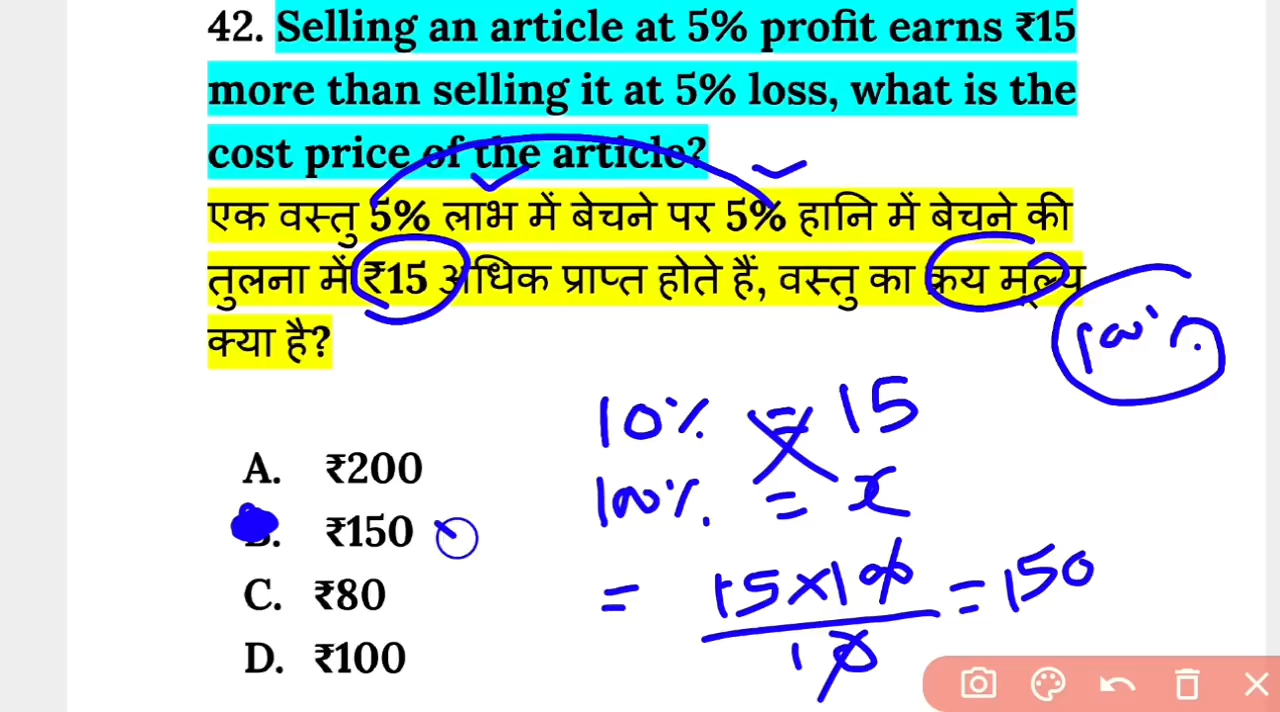 42. Selling an article at 5% profit earns ₹15
more than selling it at 5% loss, what is the
cost price of the article?
एक वस्तु 5% लाभ में बेचने पर 5% हानि में बेचने की
तुलना में ₹15 अधिक प्राप्त होते हैं, वस्तु का क्रय मूल्य
क्या है?
100%
10% = 15
100% = x
= 15×100/10 = 150
A. ₹200
B. ₹150
C. ₹80
D. ₹100